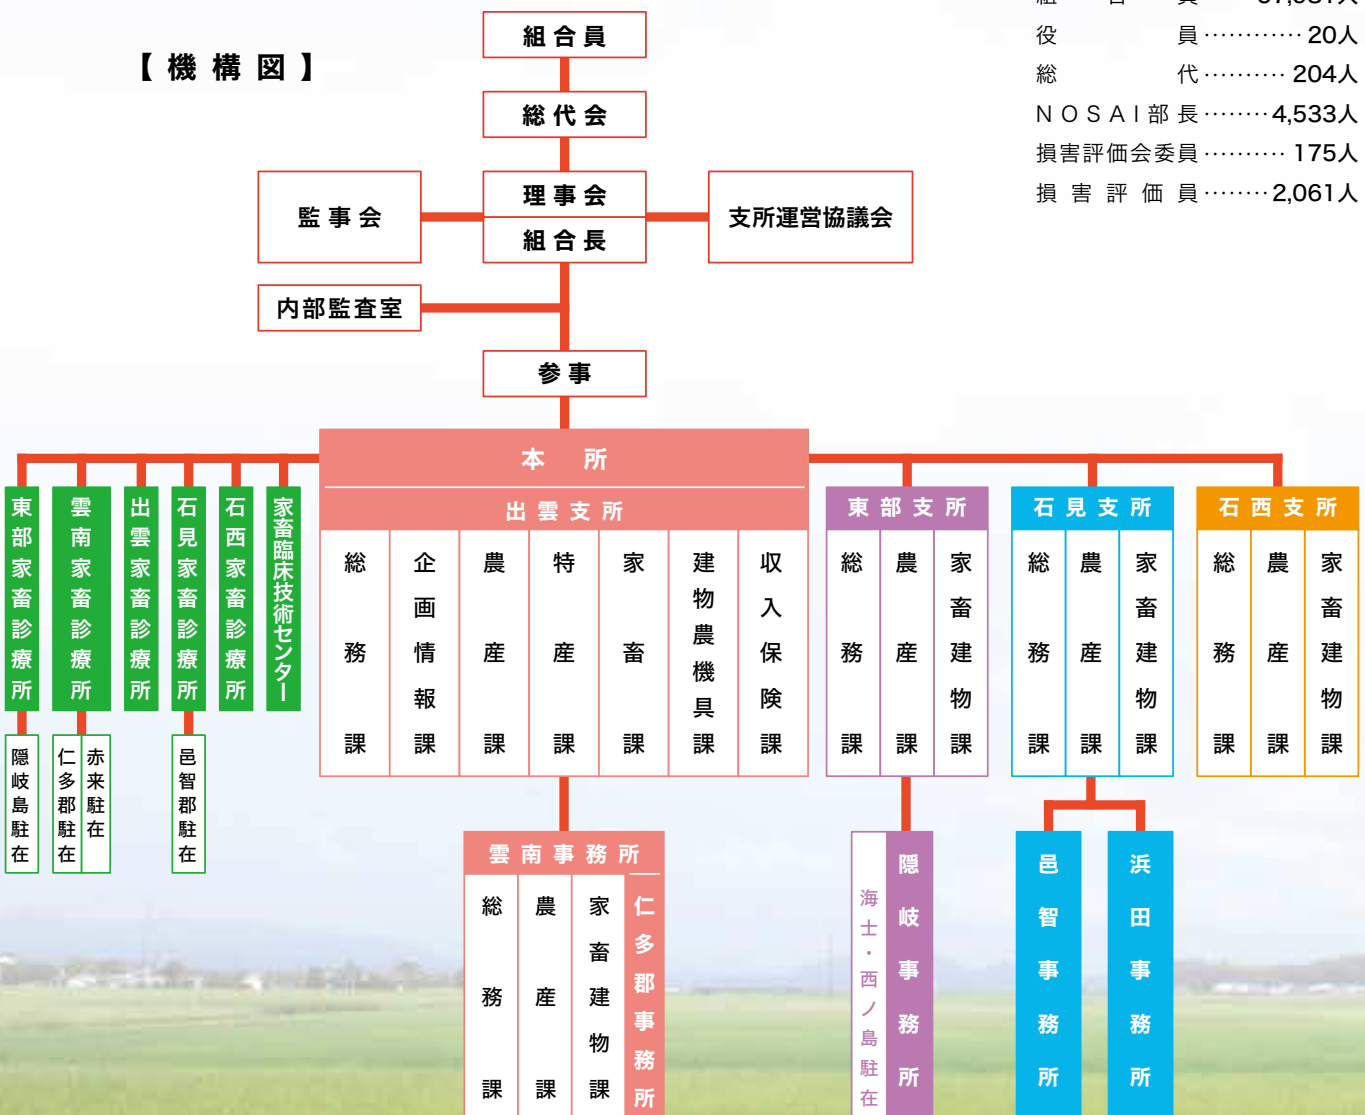 【機構図】
組合員
総代会
理事会
組合長
監事会
支所運営協議会
内部監査室
参事
役員············20人
総代··········204人
NOSAI部長········4,533人
損害評価会委員··········175人
損害評価員········2,061人
本所
出雲支所
総務課
企画情報課
農産課
特産課
家畜課
建物農機具課
収入保険課
東部家畜診療所
雲南家畜診療所
出雲家畜診療所
石見家畜診療所
石西家畜診療所
家畜臨床技術センター
隠岐島駐在
仁多郡駐在
赤来駐在
邑智郡駐在
東部支所
総務課
農産課
家畜建物課
石見支所
総務課
農産課
家畜建物課
石西支所
総務課
農産課
家畜建物課
雲南事務所
総務課
農産課
家畜建物課
仁多郡事務所
海士・西ノ島駐在
隠岐事務所
邑智事務所
浜田事務所